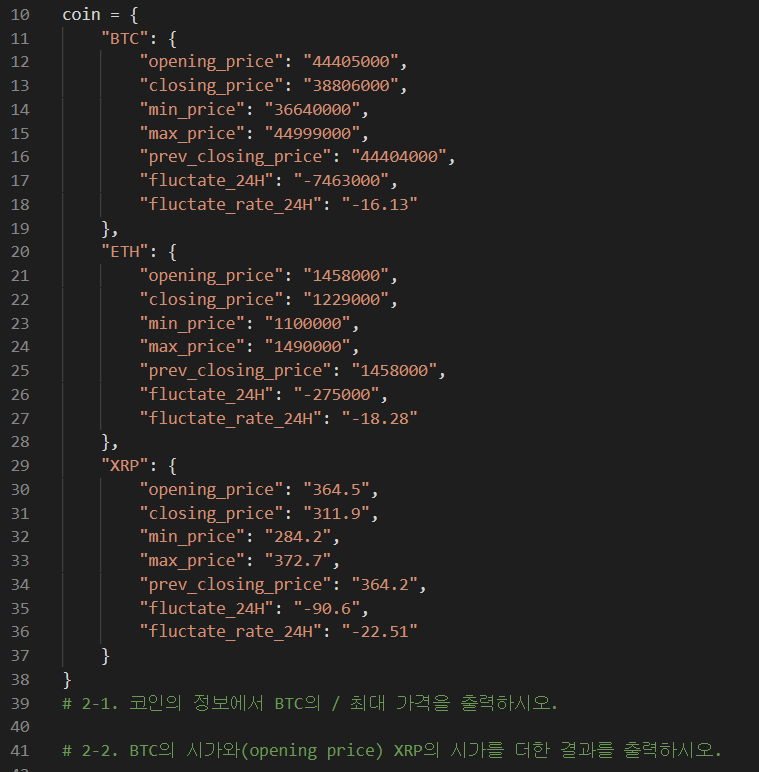 10 coin = {
11 "BTC": {
12 "opening_price": "44405000",
13 "closing_price": "38806000",
14 "min_price": "36640000",
15 "max_price": "44999000",
16 "prev_closing_price": "44404000",
17 "fluctate_24H": "-7463000",
18 "fluctate_rate_24H": "-16.13"
19 },
20 "ETH": {
21 "opening_price": "1458000",
22 "closing_price": "1229000",
23 "min_price": "1100000",
24 "max_price": "1490000",
25 "prev_closing_price": "1458000",
26 "fluctate_24H": "-275000",
27 "fluctate_rate_24H": "-18.28"
28 },
29 "XRP": {
30 "opening_price": "364.5",
31 "closing_price": "311.9",
32 "min_price": "284.2",
33 "max_price": "372.7",
34 "prev_closing_price": "364.2",
35 "fluctate_24H": "-90.6",
36 "fluctate_rate_24H": "-22.51"
37 }
38 }
39 # 2-1. 코인의 정보에서 BTC의 / 최대 가격을 출력하시오.
40
41 # 2-2. BTC의 시가와(opening price) XRP의 시가를 더한 결과를 출력하시오.